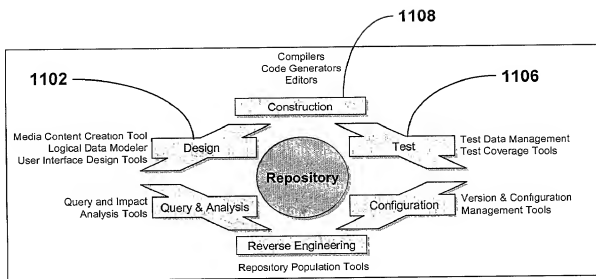 1108
Compilers
Code Generators
Editors
1102
1106
Construction
Media Content Creation Tool
Logical Data Modeler
User Interface Design Tools
Design
Test
Test Data Management
Test Coverage Tools
Repository
Query and Impact
Analysis Tools
Query & Analysis
Configuration
Version & Configuration
Management Tools
Reverse Engineering
Repository Population Tools